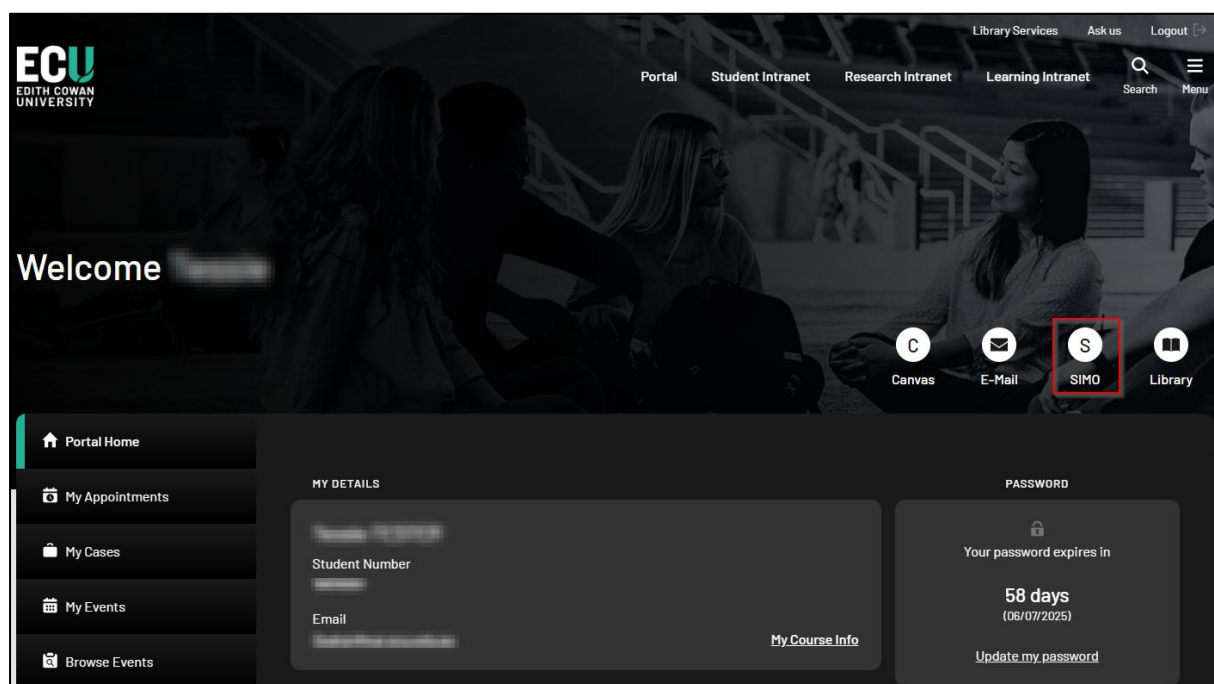 Library Services Ask us Logout
ECU
EDITH COWAN
UNIVERSITY
Portal Student Intranet Research Intranet Learning Intranet
Search Menu
Welcome
C S
Canvas E-Mail SIMO Library
Portal Home
My Appointments
My Cases
My Events
Browse Events
MY DETAILS
Student Number
Email
My Course Info
PASSWORD
Your password expires in
58 days
(06/07/2025)
Update my password